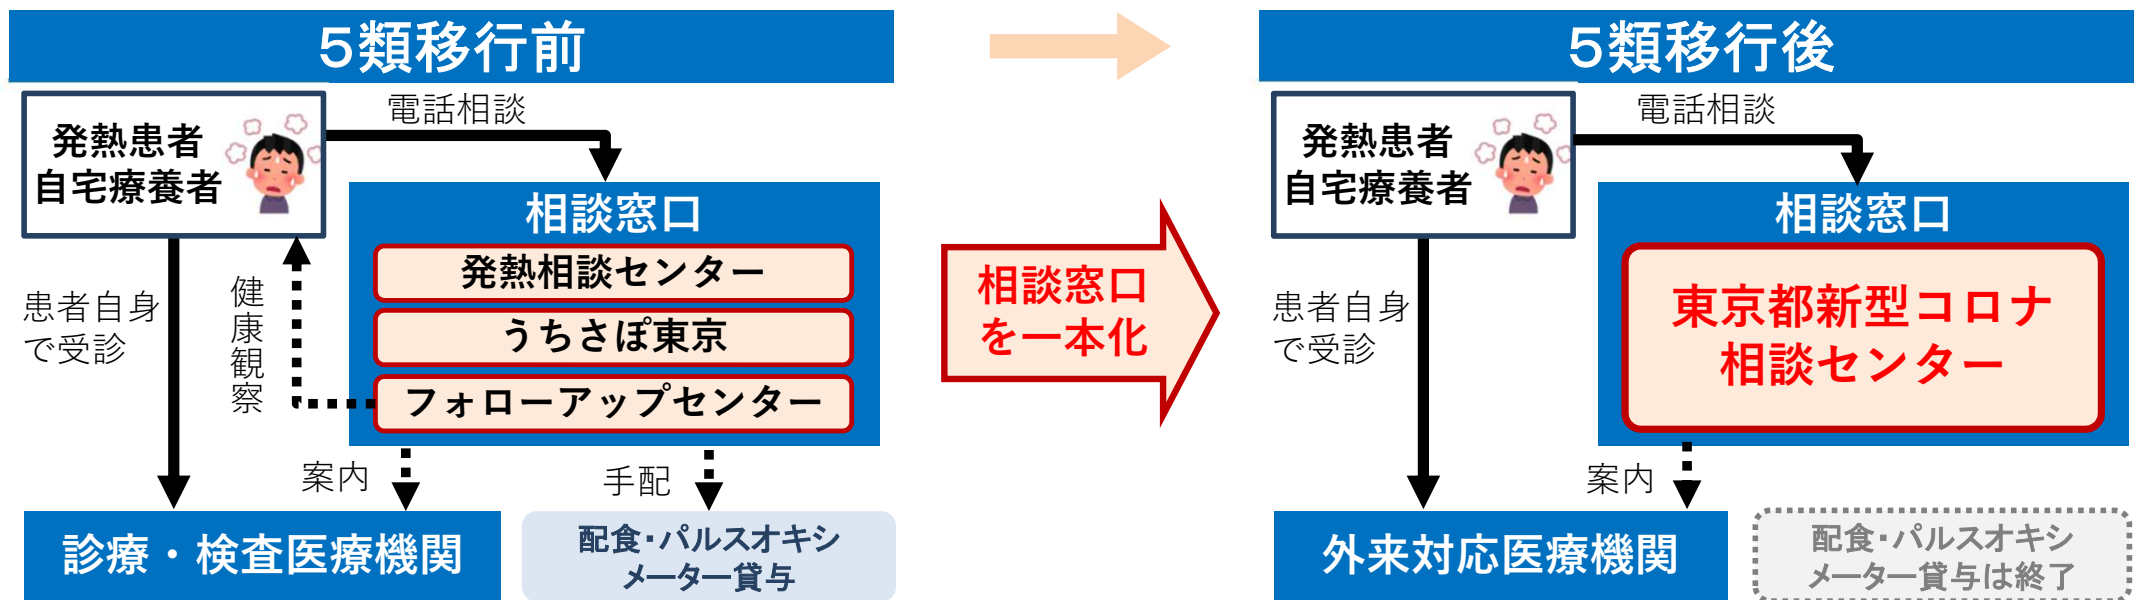 ５類移行前
電話相談
発熱患者
自宅療養者
相談窓口
発熱相談センター
うちさぽ東京
フォローアップセンター
健康観察
患者自身
で受診
案内
手配
診療・検査医療機関
配食・パルスオキシ
メーター貸与
相談窓口
を一本化
５類移行後
電話相談
発熱患者
自宅療養者
相談窓口
東京都新型コロナ
相談センター
患者自身
で受診
案内
外来対応医療機関
配食・パルスオキシ
メーター貸与は終了